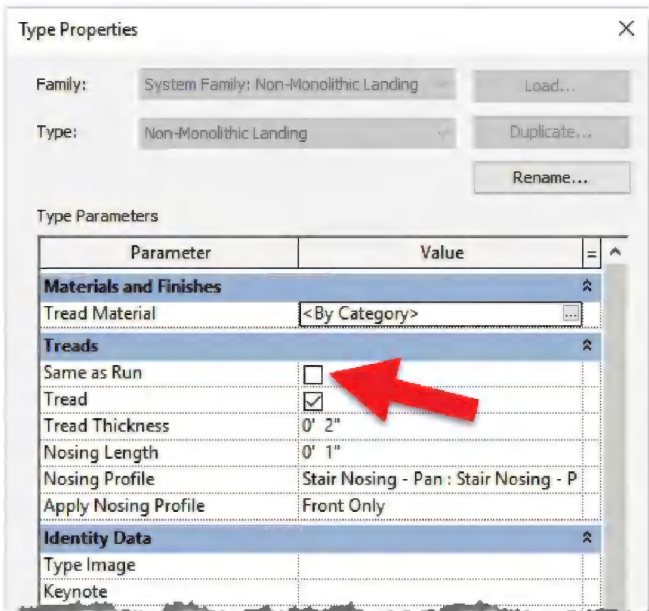 Type Properties
Family: System Family: Non-Monolithic Landing Load...
Type: Non-Monolithic Landing Duplicate...
Rename...
Type Parameters
Parameter Value =
Materials and Finishes
Tread Material <By Category> ...
Treads
Same as Run
Tread
Tread Thickness 0' 2"
Nosing Length 0' 1"
Nosing Profile Stair Nosing - Pan : Stair Nosing - P
Apply Nosing Profile Front Only
Identity Data
Type Image
Keynote